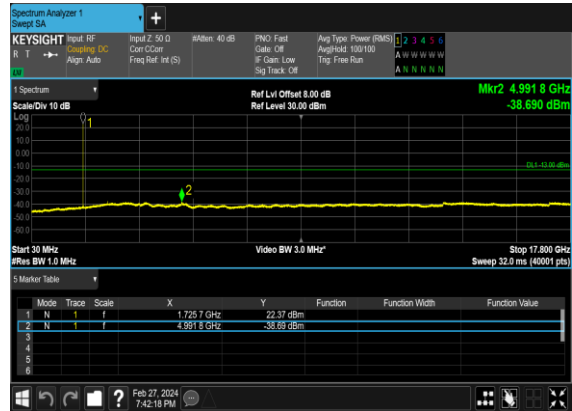 Spectrum Analyzer 1
Swept SA
+
KEYSIGHT Input: RF Input Z: 50 Ω #Atten: 40 dB PNO: Fast Avg Type: Power (RMS) 1 2 3 4 5 6
R T Coupling: DC Corr CCorr Gate: Off Avg|Hold: 100/100 A W W W W W
Align: Auto Freq Ref: Int (S) IF Gain: Low Trig: Free Run
Sig Track: Off A N N N N N
1 Spectrum Ref Lvl Offset 8.00 dB Mkr2 4.991 8 GHz
Scale/Div 10 dB Ref Level 30.00 dBm -38.690 dBm
Log
20.0
10.0
0.00
-10.0
-20.0
-30.0
-40.0
-50.0
-60.0
1
2
DL1 -13.00 dBm
Start 30 MHz Video BW 3.0 MHz* Stop 17.800 GHz
#Res BW 1.0 MHz Sweep 32.0 ms (40001 pts)
5 Marker Table
Mode Trace Scale X Y Function Function Width Function Value
1 N 1 f 1.725 7 GHz 22.37 dBm
2 N 1 f 4.991 8 GHz -38.69 dBm
3
4
5
6
? Feb 27, 2024
7:42:18 PM